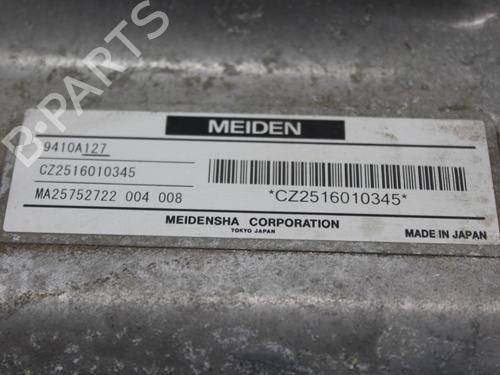 MEIDEN
9410A127
CZ2516010345
MA25752722 004 008
*CZ2516010345*
MEIDENSHA CORPORATION
TOKYO JAPAN
MADE IN JAPAN
B-PARTS